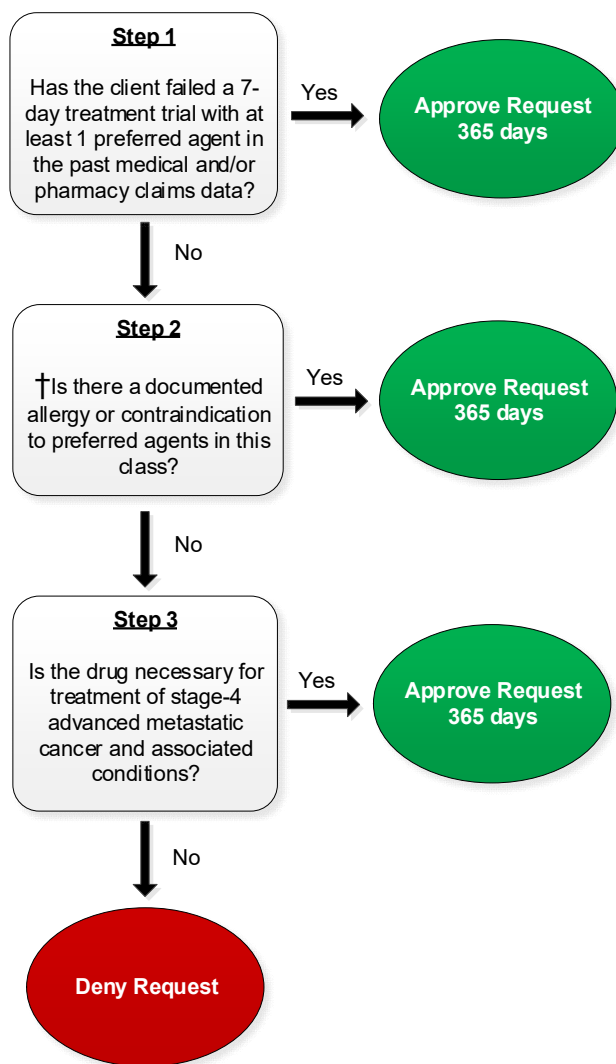 Step 1
Has the client failed a 7-
day treatment trial with at
least 1 preferred agent in
the past medical and/or
pharmacy claims data?
Yes
Approve Request
365 days
No
Step 2
†Is there a documented
allergy or contraindication
to preferred agents in this
class?
Yes
Approve Request
365 days
No
Step 3
Is the drug necessary for
treatment of stage-4
advanced metastatic
cancer and associated
conditions?
Yes
Approve Request
365 days
No
Deny Request